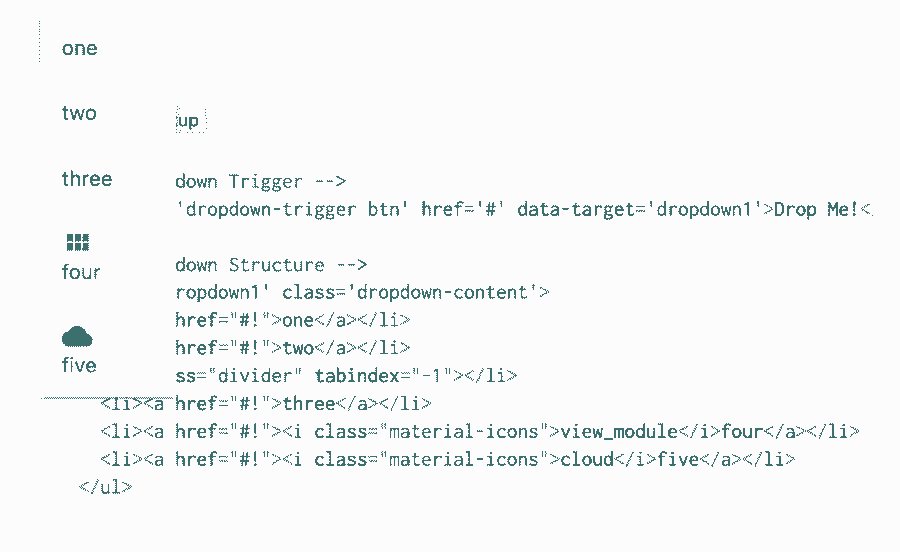 one
two
up
three
down Trigger -->
'dropdown-trigger btn' href='#' data-target='dropdown1'>Drop Me!<
four
down Structure -->
ropdown1' class='dropdown-content'>
href="#!">one</a></li>
href="#!">two</a></li>
five
ss="divider" tabindex="-1"></li>
<li><a href="#!">three</a></li>
<li><a href="#!"><i class="material-icons">view_module</i>four</a></li>
<li><a href="#!"><i class="material-icons">cloud</i>five</a></li>
</ul>